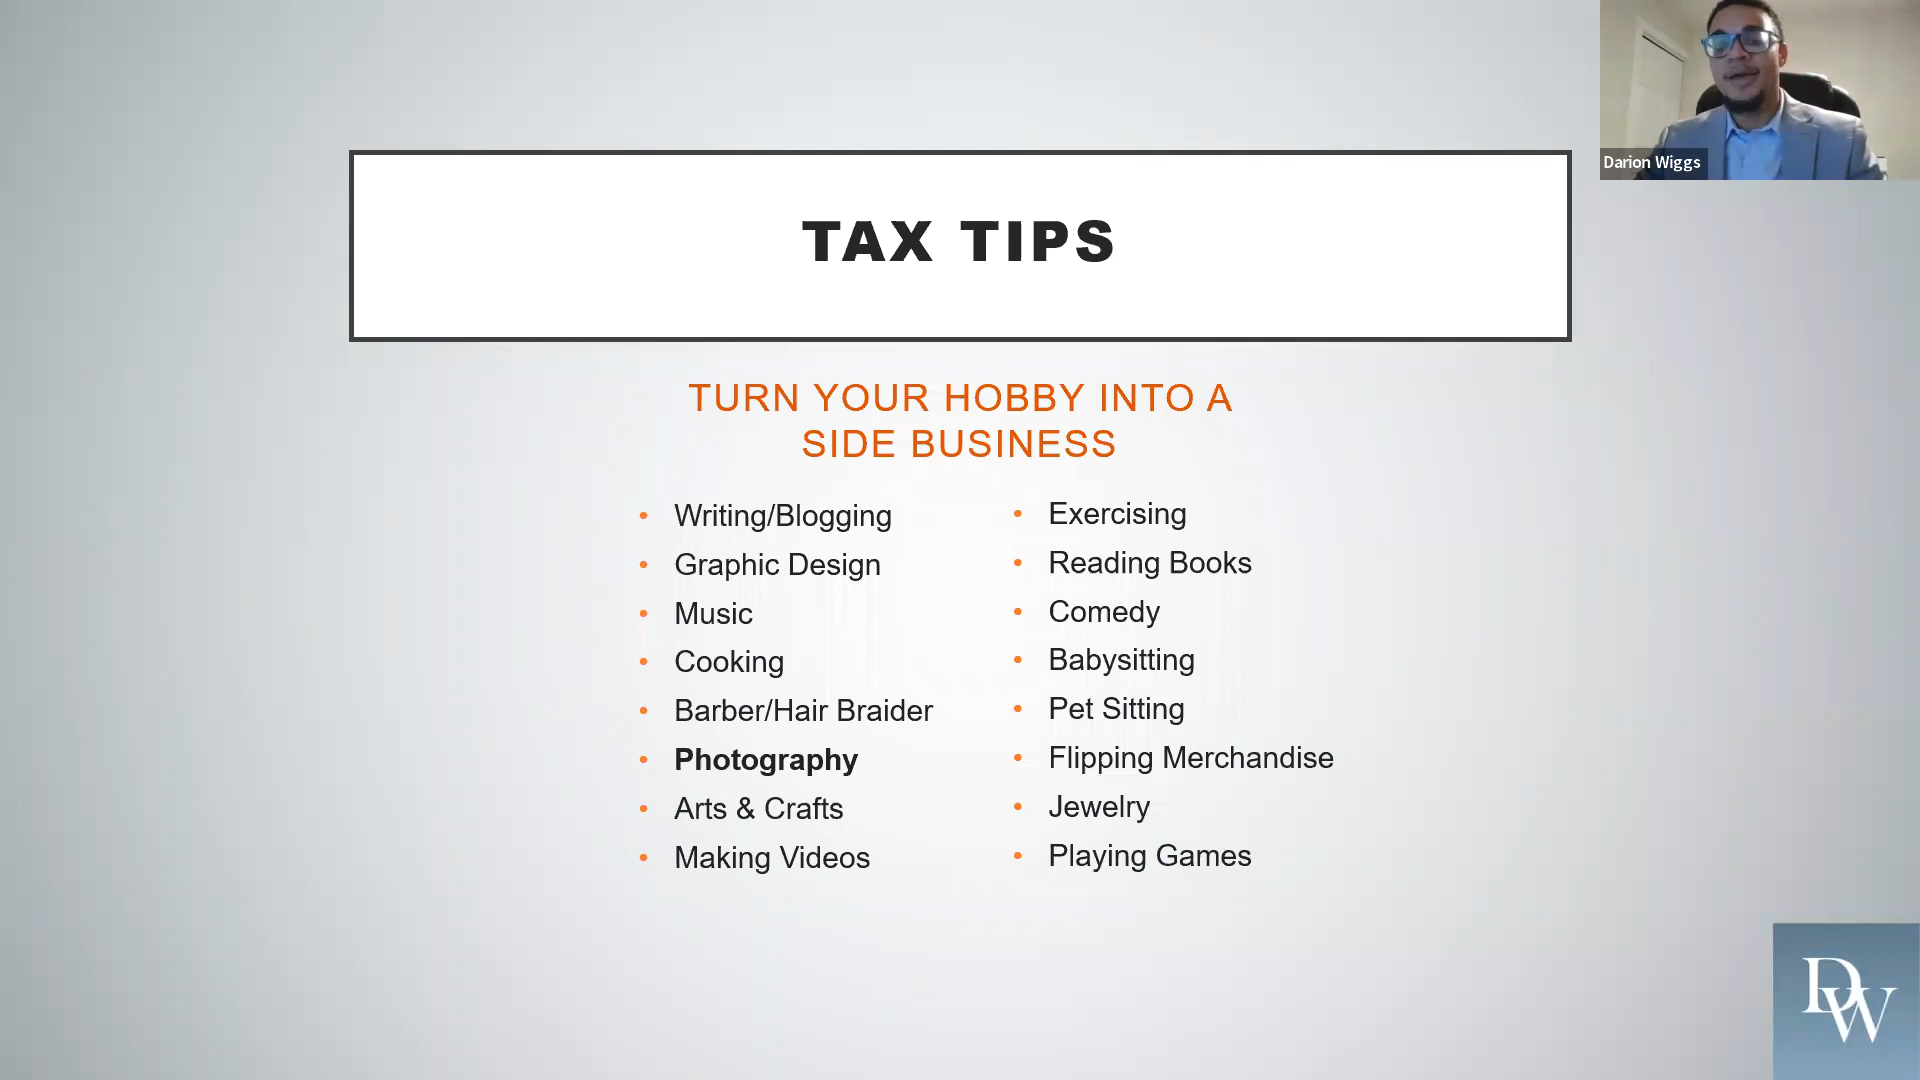 Darion Wiggs
TAX TIPS
TURN YOUR HOBBY INTO A
SIDE BUSINESS
• Writing/Blogging
• Graphic Design
• Music
• Cooking
• Barber/Hair Braider
• Photography
• Arts & Crafts
• Making Videos
• Exercising
• Reading Books
• Comedy
• Babysitting
• Pet Sitting
• Flipping Merchandise
• Jewelry
• Playing Games
DW